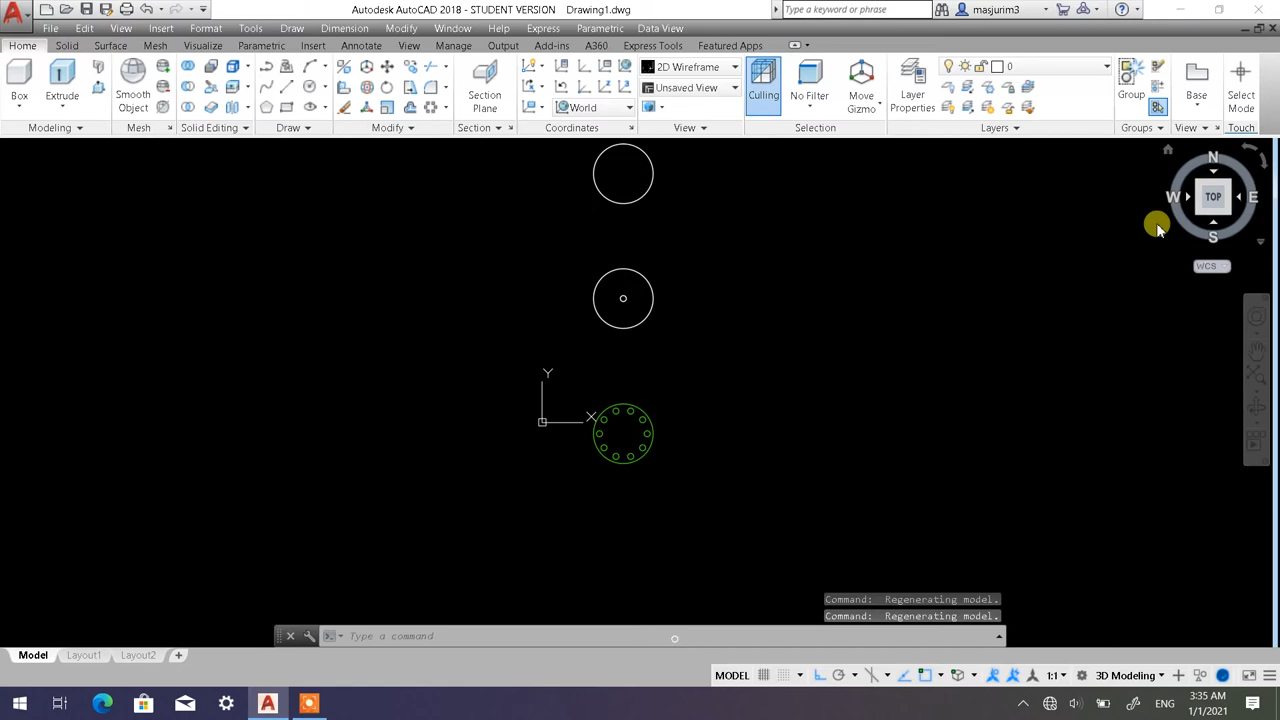 Autodesk AutoCAD 2018 - STUDENT VERSION Drawing1.dwg
Type a keyword or phrase
masjurim3
File Edit View Insert Format Tools Draw Dimension Modify Window Help Express Parametric Data View
Home Solid Surface Mesh Visualize Parametric Insert Annotate View Manage Output Add-ins A360 Express Tools Featured Apps
2D Wireframe
0
Unsaved View
Box Extrude
Smooth
Object
Section
Plane
World
Culling No Filter
Move
Gizmo
Layer
Properties
Group Base
Select
Mode
Modeling Mesh Solid Editing Draw Modify Section Coordinates View Selection Layers Groups View Touch
N
W TOP E
S
WCS
Y
X
Command: Regenerating model.
Command: Regenerating model.
Type a command
Model Layout1 Layout2 +
MODEL 1:1 3D Modeling
ENG
3:35 AM
1/1/2021